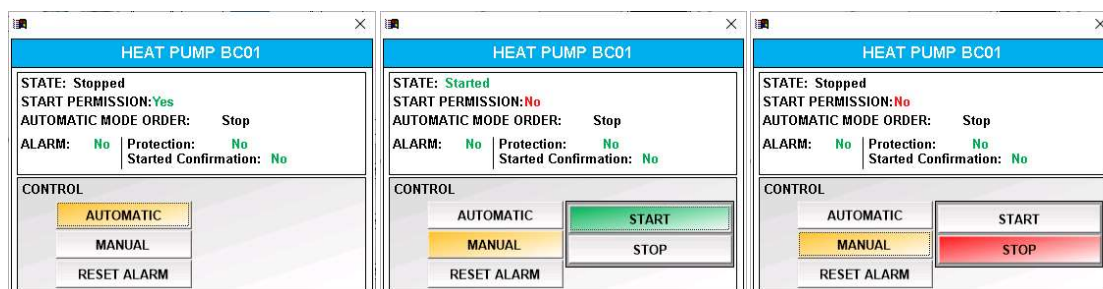 HEAT PUMP BC01
STATE: Stopped
START PERMISSION:Yes
AUTOMATIC MODE ORDER: Stop
ALARM: No Protection: No
Started Confirmation: No
CONTROL
AUTOMATIC
MANUAL
RESET ALARM
HEAT PUMP BC01
STATE: Started
START PERMISSION:No
AUTOMATIC MODE ORDER: Stop
ALARM: No Protection: No
Started Confirmation: No
CONTROL
AUTOMATIC START
MANUAL STOP
RESET ALARM
HEAT PUMP BC01
STATE: Stopped
START PERMISSION:No
AUTOMATIC MODE ORDER: Stop
ALARM: No Protection: No
Started Confirmation: No
CONTROL
AUTOMATIC START
MANUAL STOP
RESET ALARM